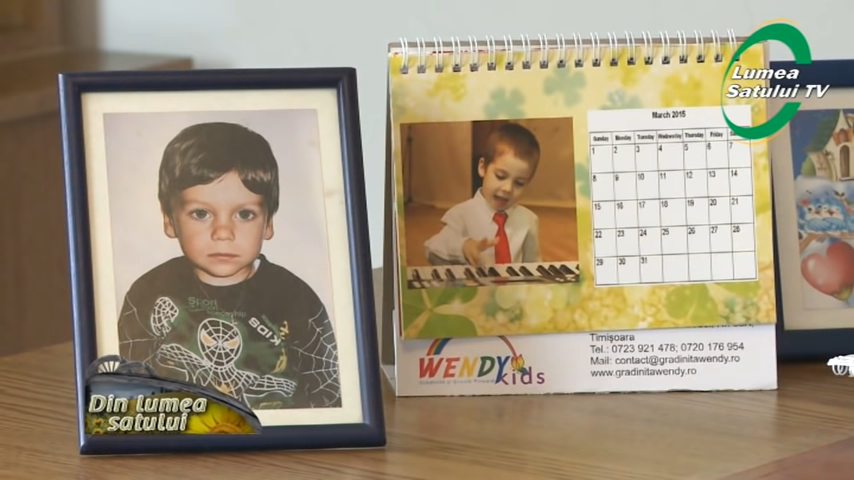 Lumea
Satului TV
March 2015
Sunday Monday Tuesday Wednesday Thursday Friday
1 2 3 4 5 6 7
8 9 10 11 12 13 14
15 16 17 18 19 20 21
22 23 24 25 26 27 28
29 30 31
Sport
KIDS
Timişoara
Tel.: 0723 921 478; 0720 176 954
Mail: contact@gradinitawendy.ro
www.gradinitawendy.ro
WENDY
kids
Din lumea
satului